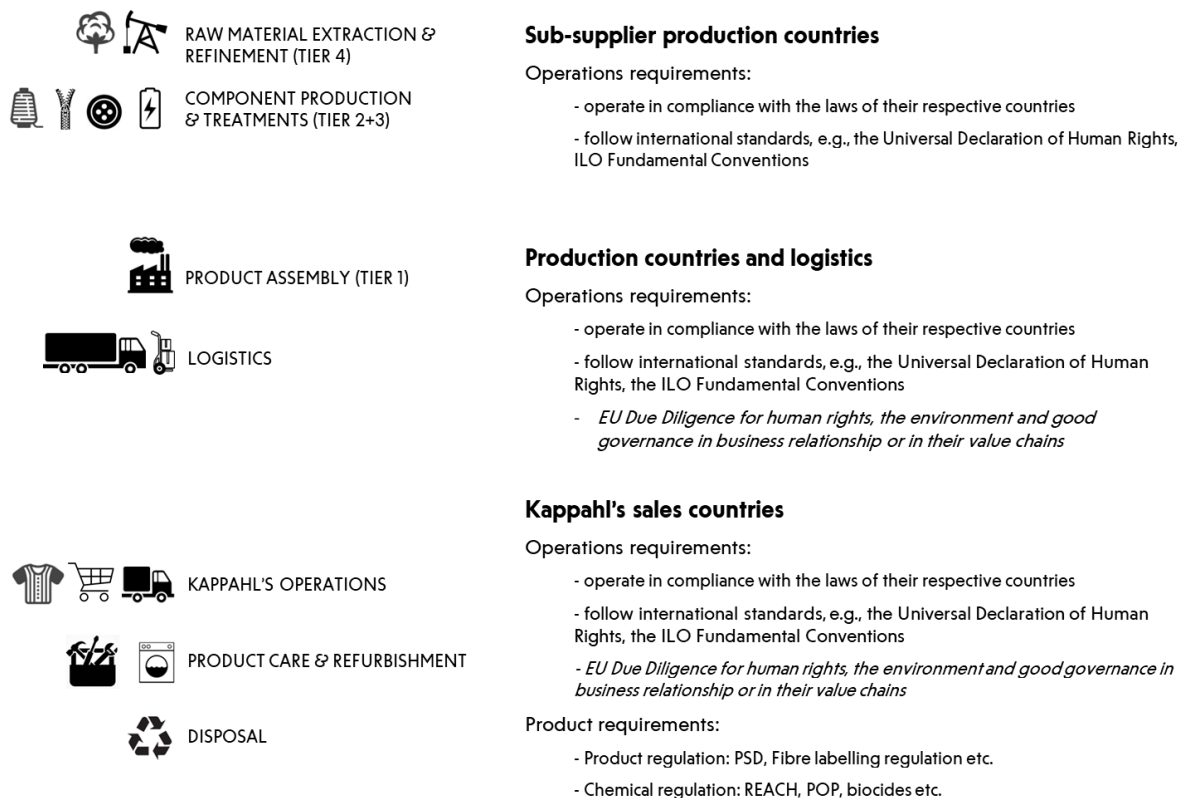 RAW MATERIAL EXTRACTION &
REFINEMENT (TIER 4)
COMPONENT PRODUCTION
& TREATMENTS (TIER 2+3)
Sub-supplier production countries
Operations requirements:
- operate in compliance with the laws of their respective countries
- follow international standards, e.g., the Universal Declaration of Human Rights,
ILO Fundamental Conventions
PRODUCT ASSEMBLY (TIER 1)
LOGISTICS
Production countries and logistics
Operations requirements:
- operate in compliance with the laws of their respective countries
- follow international standards, e.g., the Universal Declaration of Human
Rights, the ILO Fundamental Conventions
- EU Due Diligence for human rights, the environment and good
governance in business relationship or in their value chains
KAPPAHL'S OPERATIONS
PRODUCT CARE & REFURBISHMENT
DISPOSAL
Kappahl's sales countries
Operations requirements:
- operate in compliance with the laws of their respective countries
- follow international standards, e.g., the Universal Declaration of Human
Rights, the ILO Fundamental Conventions
- EU Due Diligence for human rights, the environment and good governance in
business relationship or in their value chains
Product requirements:
- Product regulation: PSD, Fibre labelling regulation etc.
- Chemical regulation: REACH, POP, biocides etc.